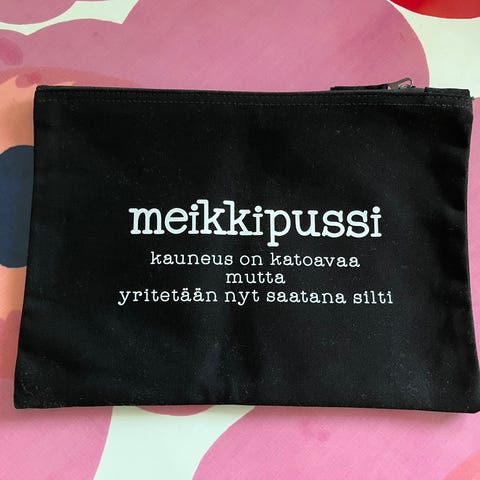 meikkipussi
kauneus on katoavaa
mutta
yritetään nyt saatana silti